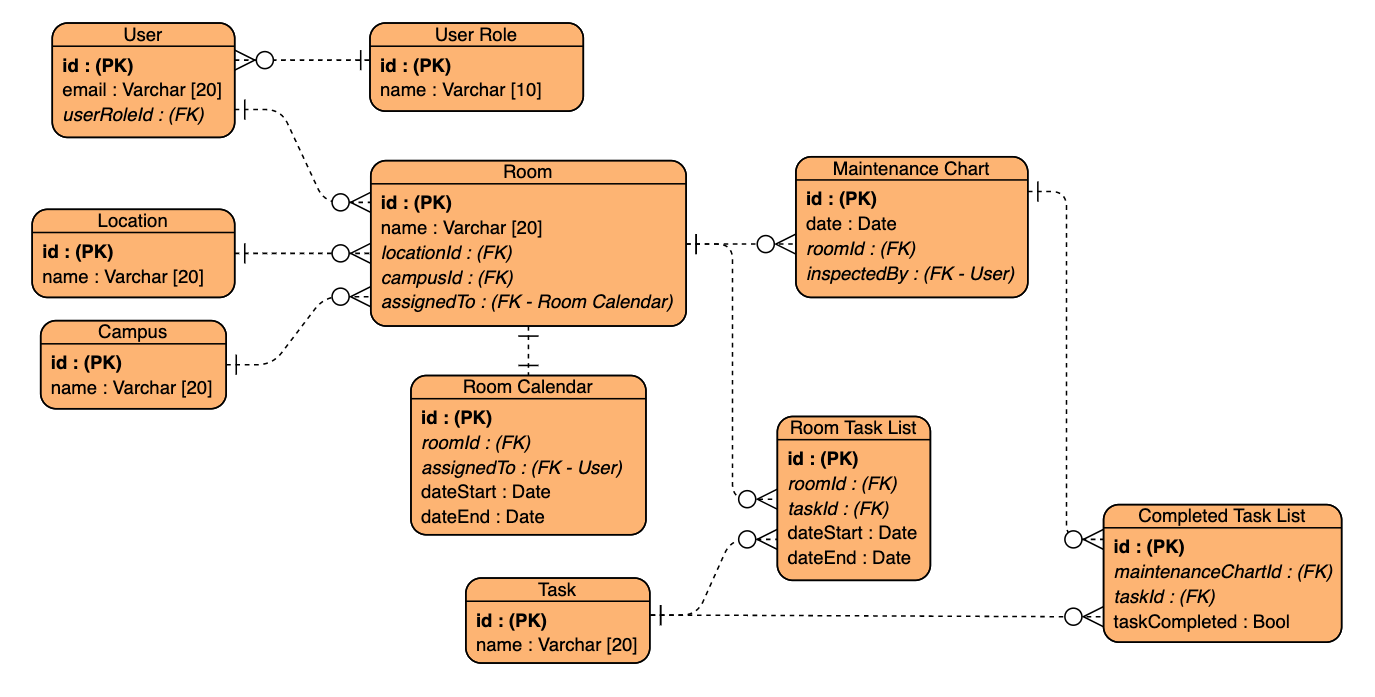 User
id : (PK)
email : Varchar [20]
userRoleId : (FK)
User Role
id : (PK)
name : Varchar [10]
Room
id : (PK)
name : Varchar [20]
locationId : (FK)
campusId : (FK)
assignedTo : (FK - Room Calendar)
Maintenance Chart
id : (PK)
date : Date
roomId : (FK)
inspectedBy : (FK - User)
Location
id : (PK)
name : Varchar [20]
Campus
id : (PK)
name : Varchar [20]
Room Calendar
id : (PK)
roomId : (FK)
assignedTo : (FK - User)
dateStart : Date
dateEnd : Date
Room Task List
id : (PK)
roomId : (FK)
taskId : (FK)
dateStart : Date
dateEnd : Date
Completed Task List
id : (PK)
maintenanceChartId : (FK)
taskId : (FK)
taskCompleted : Bool
Task
id : (PK)
name : Varchar [20]